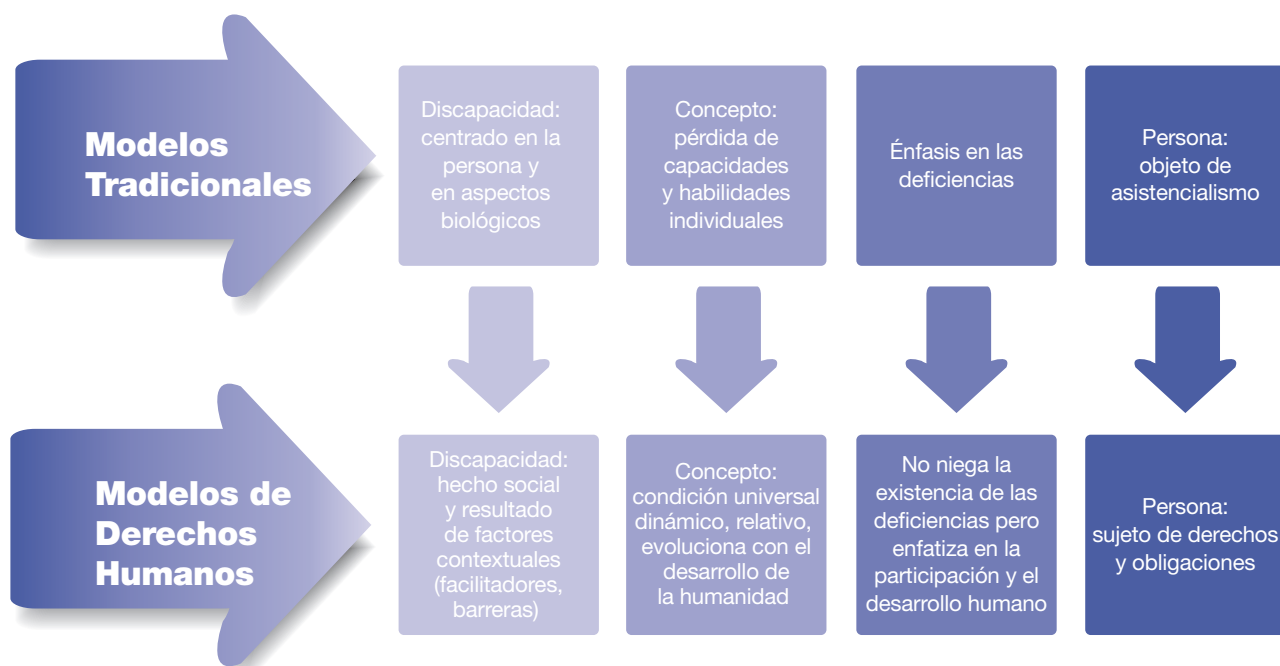 Modelos
Tradicionales
Discapacidad:
centrado en la
persona y
en aspectos
biológicos
Concepto:
pérdida de
capacidades
y habilidades
individuales
Énfasis en las
deficiencias
Persona:
objeto de
asistencialismo
Modelos de
Derechos
Humanos
Discapacidad:
hecho social
y resultado
de factores
contextuales
(facilitadores,
barreras)
Concepto:
condición universal
dinámico, relativo,
evoluciona con el
desarrollo de
la humanidad
No niega la
existencia de las
deficiencias pero
enfatiza en la
participación y el
desarrollo humano
Persona:
sujeto de derechos
y obligaciones